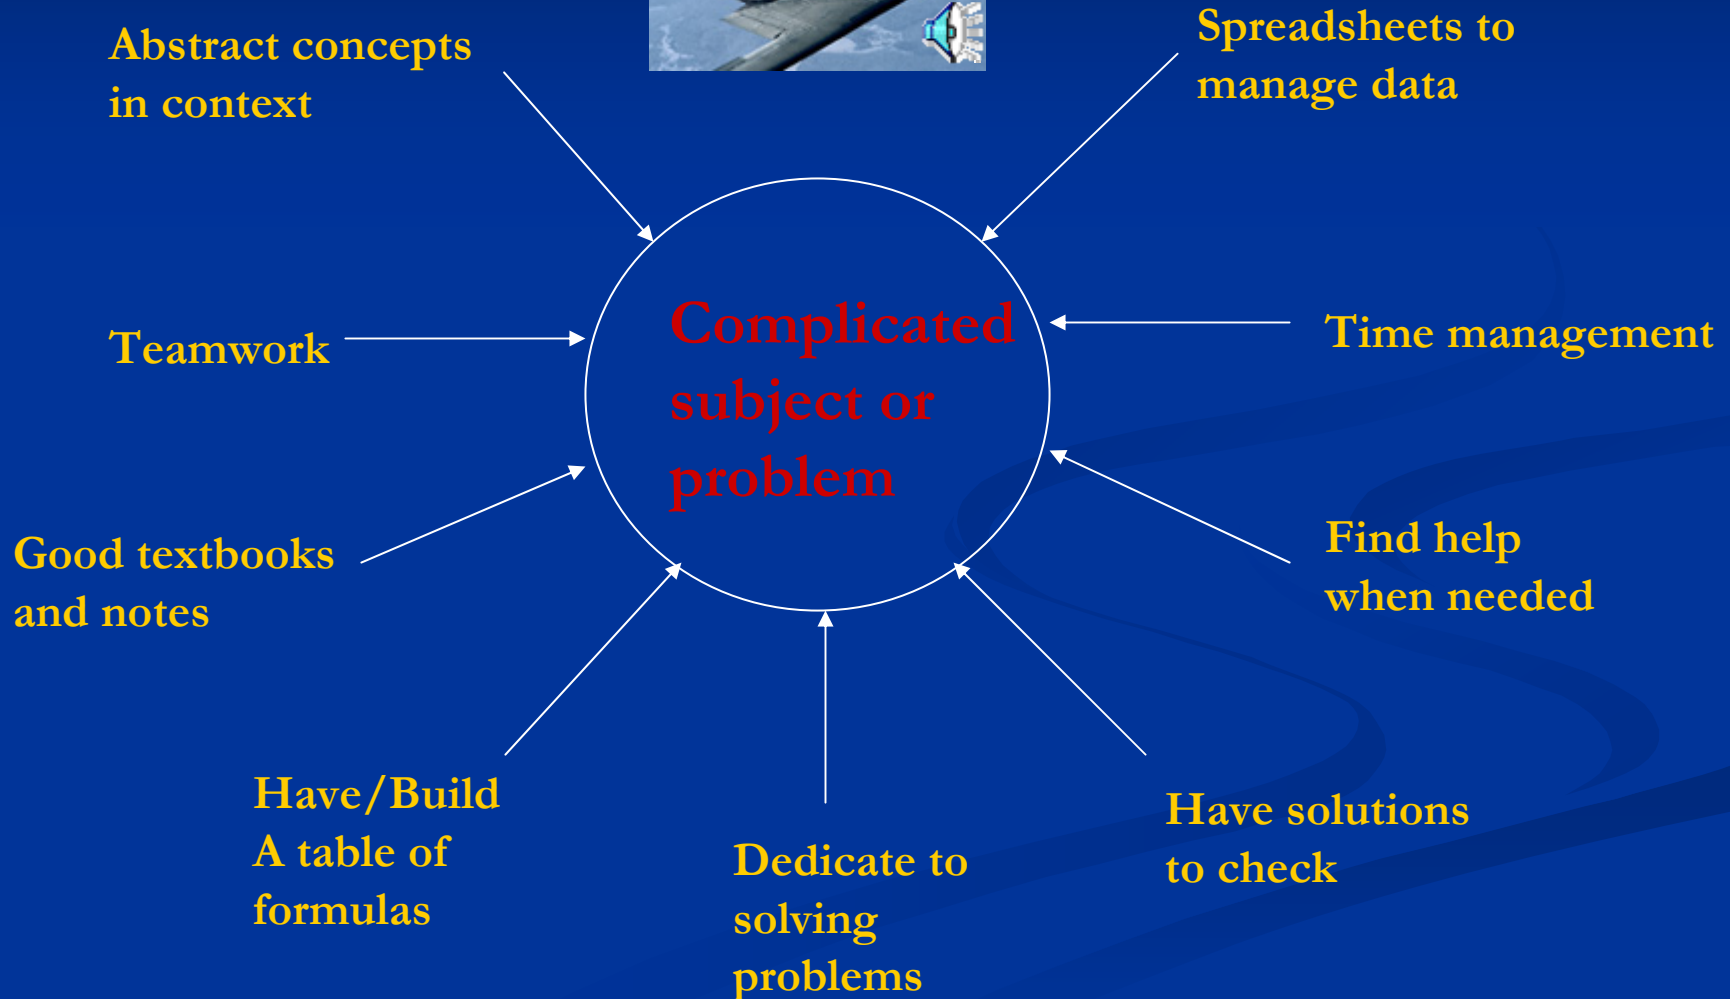 Abstract concepts
in context
Spreadsheets to
manage data
Complicated
subject or
problem
Teamwork
Time management
Good textbooks
and notes
Find help
when needed
Have/Build
A table of
formulas
Dedicate to
solving
problems
Have solutions
to check